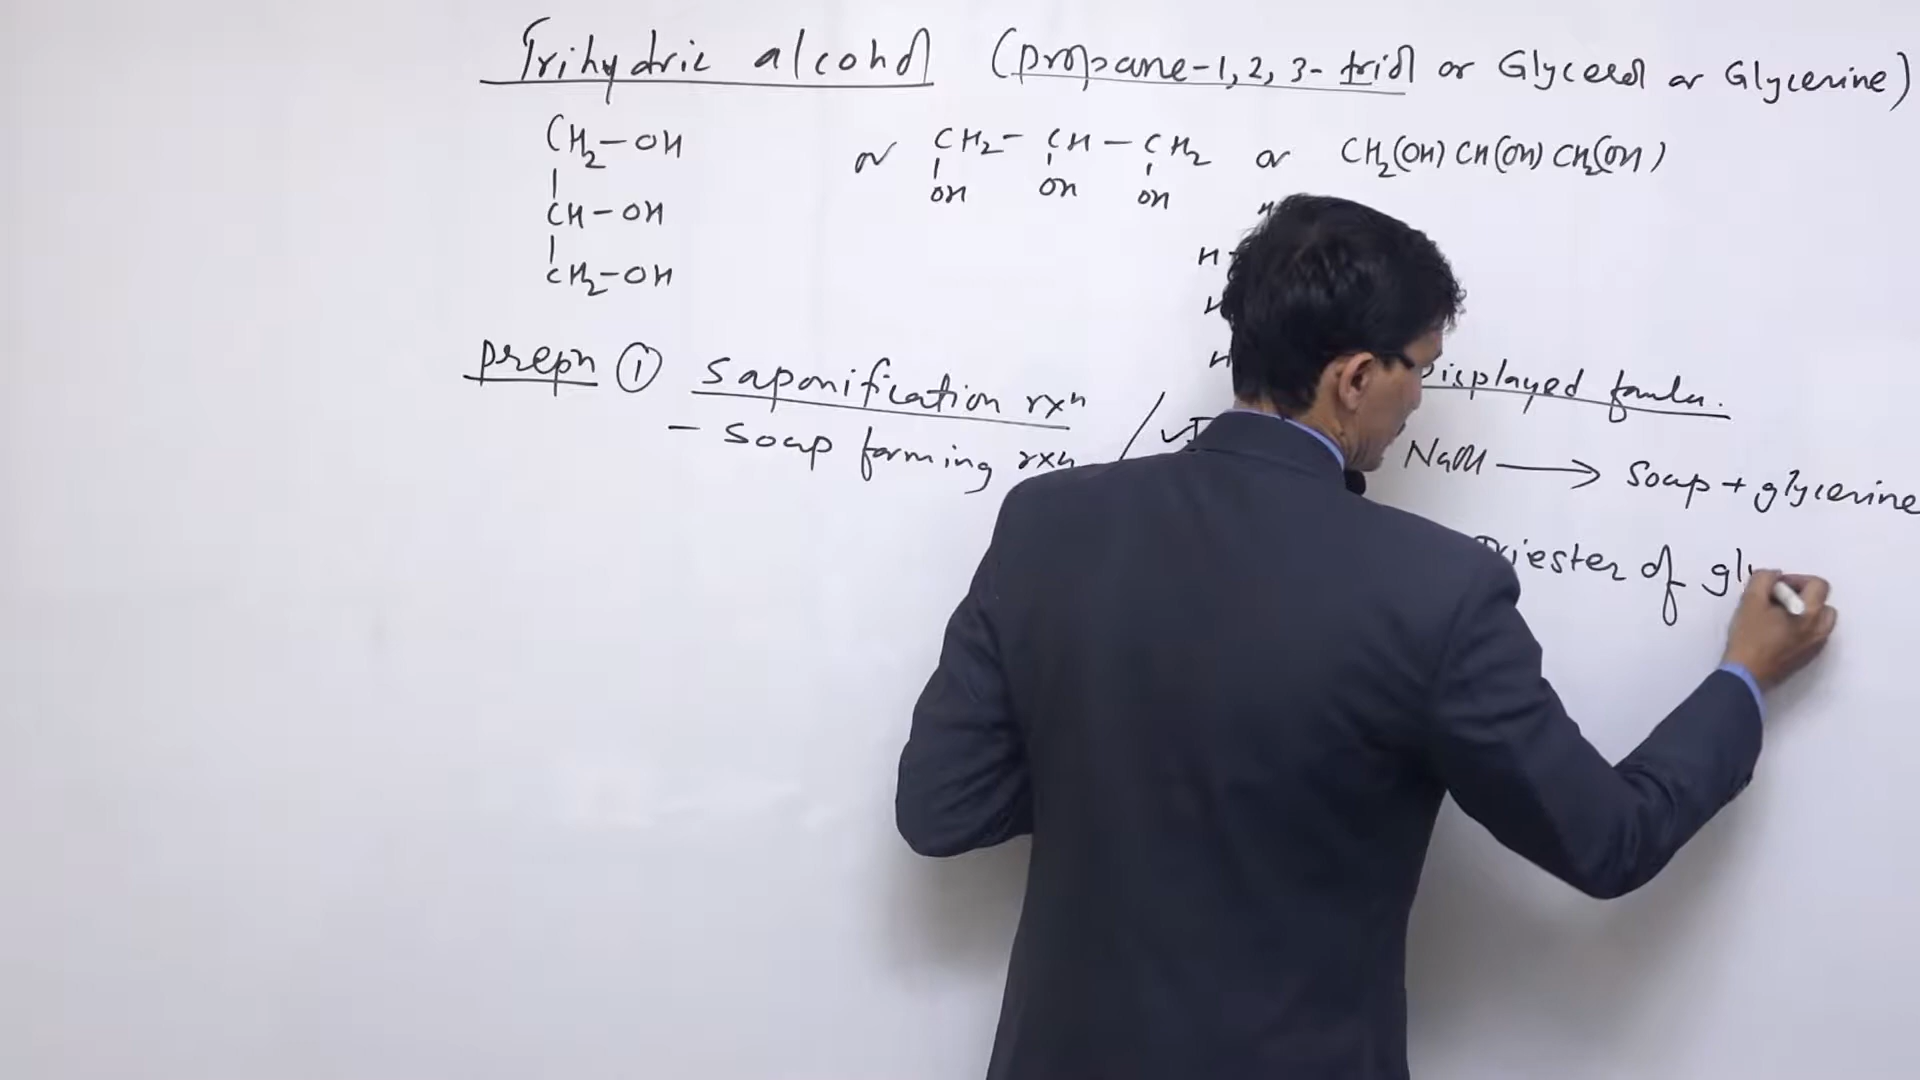 Trihydric alcohol (propane-1,2,3-triol or Glycerol or Glycerine)
CH2-OH
CH-OH
CH2-OH
or CH2-CH-CH2
OH OH OH
or CH2(OH)CH(OH)CH2(OH)
H
H
H
H
Displayed formula.
prepn ① Saponification rxn
- Soap forming rxn /
NaOH → Soap + glycerine
Triester of gly